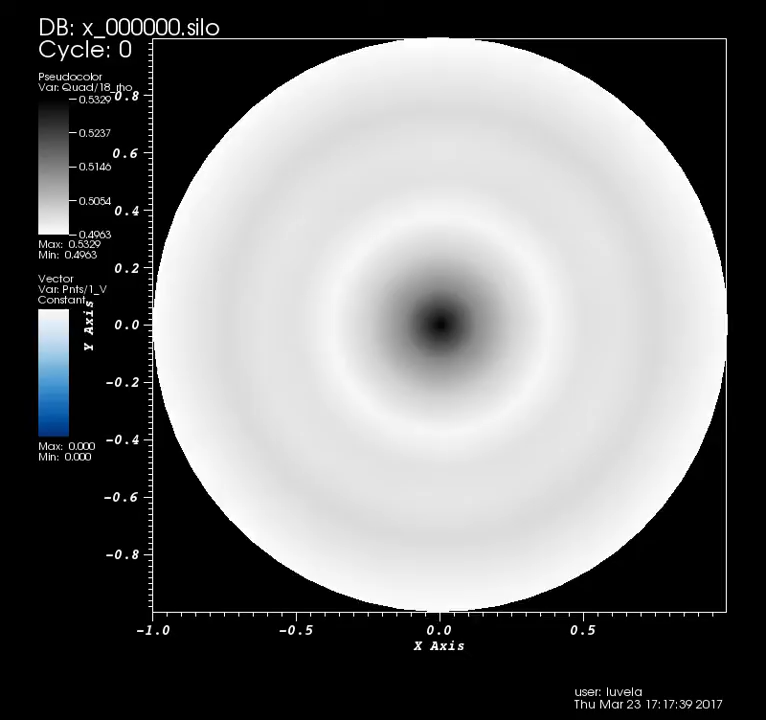 DB: x_000000.silo
Cycle: 0
Pseudocolor
Var: Quad/18_rho
0.5329
0.5237
0.5146
0.5054
0.4963
Max: 0.5329
Min: 0.4963
Vector
Var: Pnts/1_V
Constant
Max: 0.000
Min: 0.000
Y Axis
0.8
0.6
0.4
0.2
0.0
-0.2
-0.4
-0.6
-0.8
-1.0 -0.5 0.0 0.5
X Axis
user: luvela
Thu Mar 23 17:17:39 2017